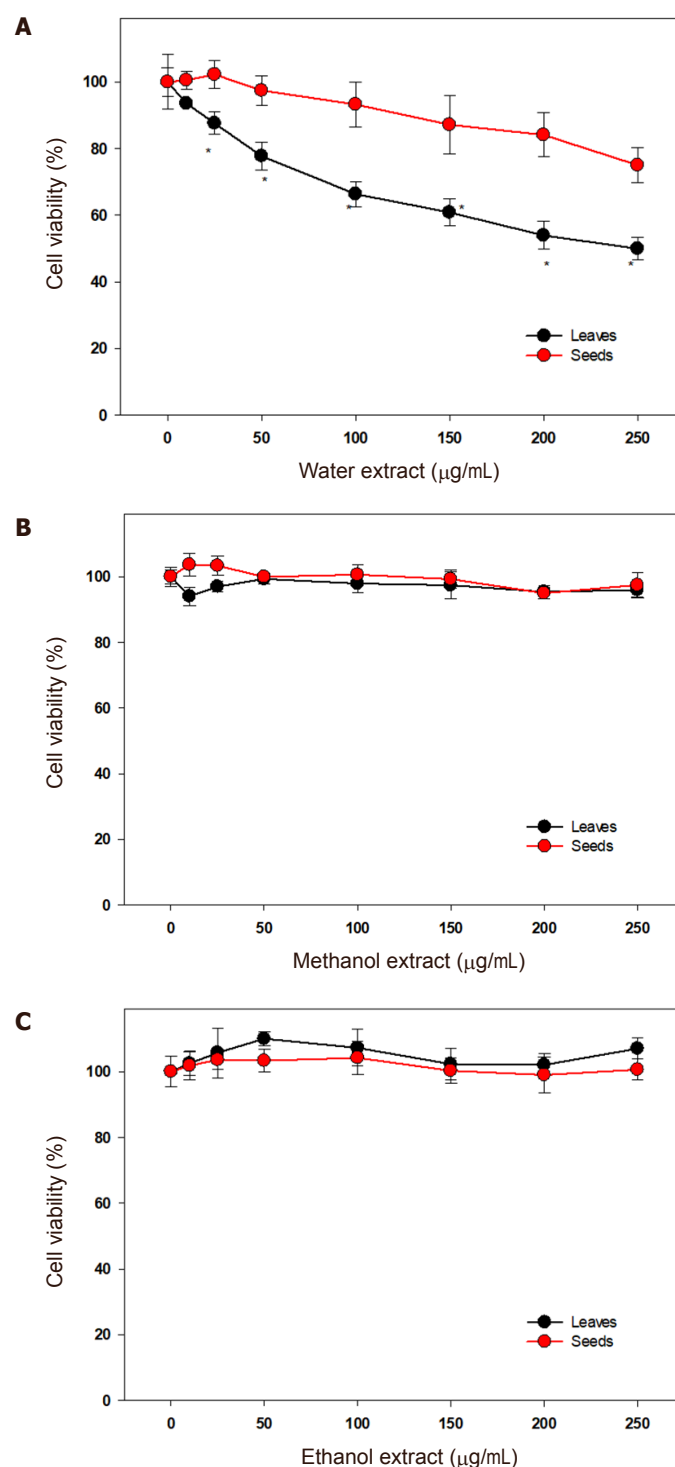 A
Cell viability (%)
100
80
60
40
20
0
*
*
*
*
*
*
Leaves
Seeds
0 50 100 150 200 250
Water extract (μg/mL)
B
Cell viability (%)
100
80
60
40
20
0
Leaves
Seeds
0 50 100 150 200 250
Methanol extract (μg/mL)
C
Cell viability (%)
100
80
60
40
20
0
Leaves
Seeds
0 50 100 150 200 250
Ethanol extract (μg/mL)